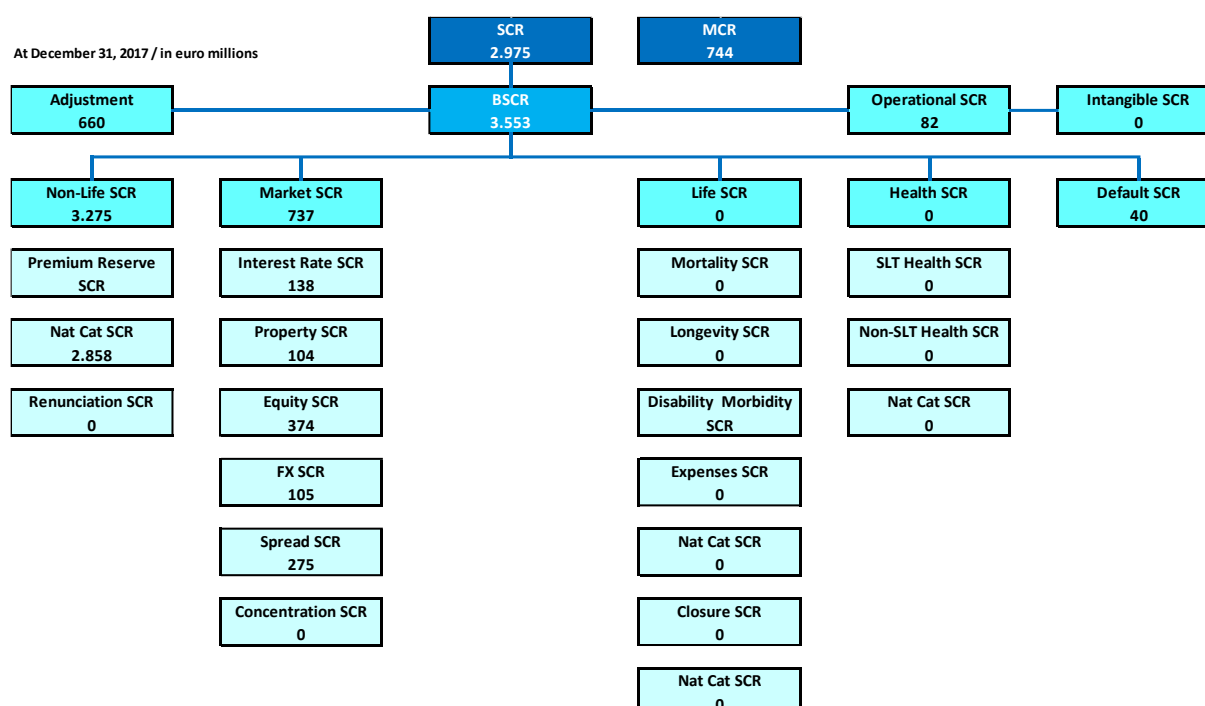 SCR
2.975
MCR
744
At December 31, 2017 / in euro millions
Adjustment
660
BSCR
3.553
Operational SCR
82
Intangible SCR
0
Non-Life SCR
3.275
Market SCR
737
Life SCR
0
Health SCR
0
Default SCR
40
Premium Reserve
SCR
Interest Rate SCR
138
Mortality SCR
0
SLT Health SCR
0
Nat Cat SCR
2.858
Property SCR
104
Longevity SCR
0
Non-SLT Health SCR
0
Renunciation SCR
0
Equity SCR
374
Disability Morbidity
SCR
Nat Cat SCR
0
FX SCR
105
Expenses SCR
0
Spread SCR
275
Nat Cat SCR
0
Concentration SCR
0
Closure SCR
0
Nat Cat SCR
0